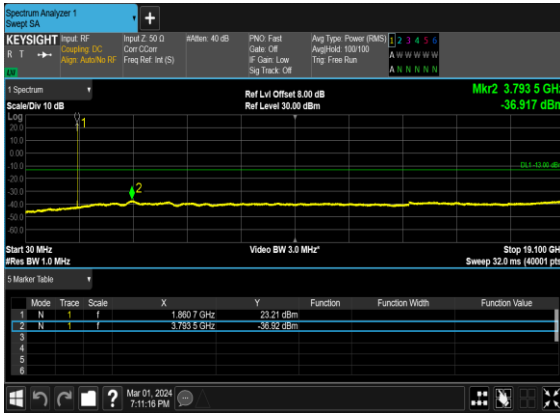 Spectrum Analyzer 1
Swept SA
+
KEYSIGHT Input: RF Input Z: 50 Ω #Atten: 40 dB PNO: Fast Avg Type: Power (RMS) 1 2 3 4 5 6
R T Coupling: DC Corr CCorr Gate: Off Avg|Hold: 100/100 A W W W W W
Align: Auto/No RF Freq Ref: Int (S) IF Gain: Low Trig: Free Run
Sig Track: Off A N N N N N
1 Spectrum
Scale/Div 10 dB Ref Lvl Offset 8.00 dB Mkr2 3.793 5 GHz
Log Ref Level 30.00 dBm -36.917 dBm
20.0
10.0
0.00
-10.0
DL1 -13.00 dBm
-20.0
-30.0
-40.0
-50.0
-60.0
1
2
Start 30 MHz Video BW 3.0 MHz* Stop 19.100 GH
#Res BW 1.0 MHz Sweep 32.0 ms (40001 pts
5 Marker Table
Mode Trace Scale X Y Function Function Width Function Value
1 N 1 f 1.860 7 GHz 23.21 dBm
2 N 1 f 3.793 5 GHz -36.92 dBm
3
4
5
6
? Mar 01, 2024
7:11:16 PM